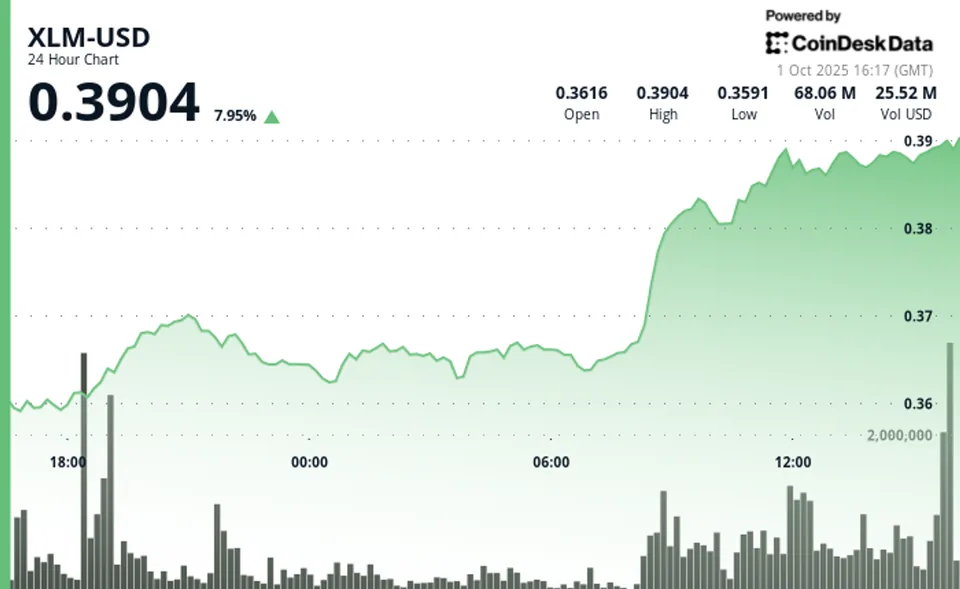 Powered by
CoinDesk Data
1 Oct 2025 16:17 (GMT)
XLM-USD
24 Hour Chart
0.3904 7.95%
0.3616 0.3904 0.3591 68.06 M 25.52 M
Open High Low Vol Vol USD
0.39
0.38
0.37
0.36
2,000,000
18:00 00:00 06:00 12:00